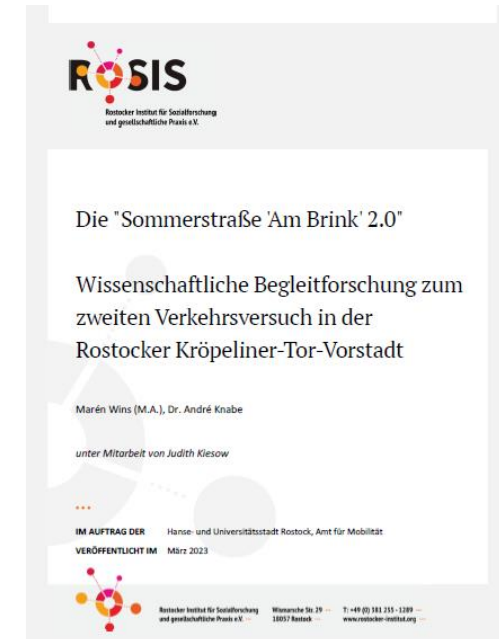 ROSIS
Rostocker Institut für Sozialforschung
und gesellschaftliche Praxis e.V.
Die "Sommerstraße 'Am Brink' 2.0"
Wissenschaftliche Begleitforschung zum
zweiten Verkehrsversuch in der
Rostocker Kröpeliner-Tor-Vorstadt
Marén Wins (M.A.), Dr. André Knabe
unter Mitarbeit von Judith Kiesow
...
IM AUFTRAG DER Hanse- und Universitätsstadt Rostock, Amt für Mobilität
VERÖFFENTLICHT IM März 2023
Rostocker Institut für Sozialforschung Wismarsche Str. 29 T: +49 (0) 381 255 - 1289
und gesellschaftliche Praxis e.V. 18057 Rostock www.rostocker-institut.org